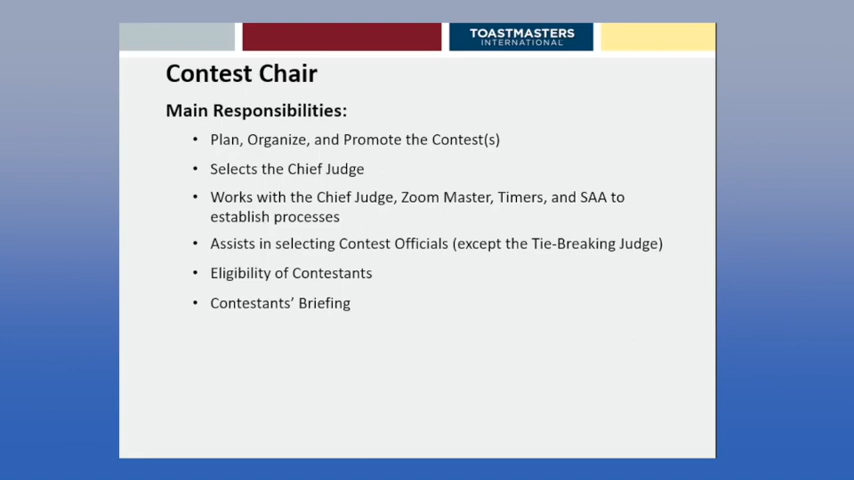 TOASTMASTERS
INTERNATIONAL
Contest Chair
Main Responsibilities:
• Plan, Organize, and Promote the Contest(s)
• Selects the Chief Judge
• Works with the Chief Judge, Zoom Master, Timers, and SAA to
establish processes
• Assists in selecting Contest Officials (except the Tie-Breaking Judge)
• Eligibility of Contestants
• Contestants’ Briefing